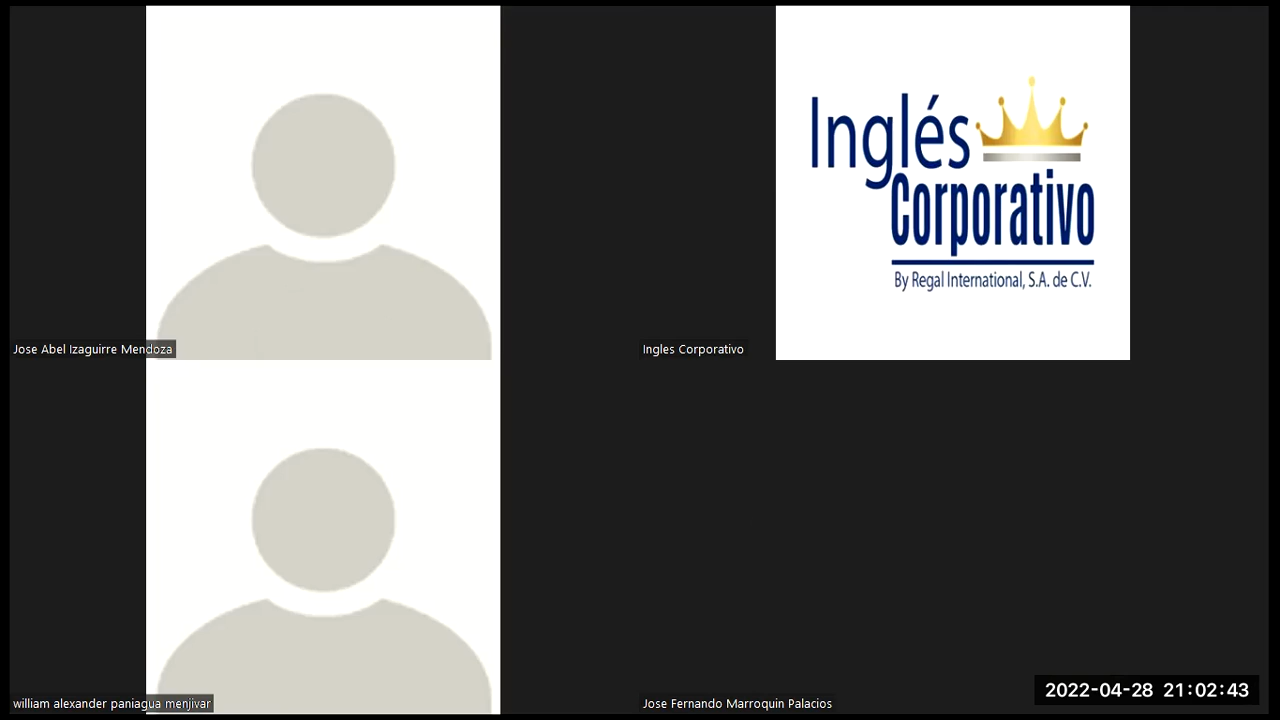 Inglés
Corporativo
By Regal International, S.A. de C.V.
Jose Abel Izaguirre Mendoza
Ingles Corporativo
william alexander paniagua menjivar
Jose Fernando Marroquin Palacios
2022-04-28 21:02:43